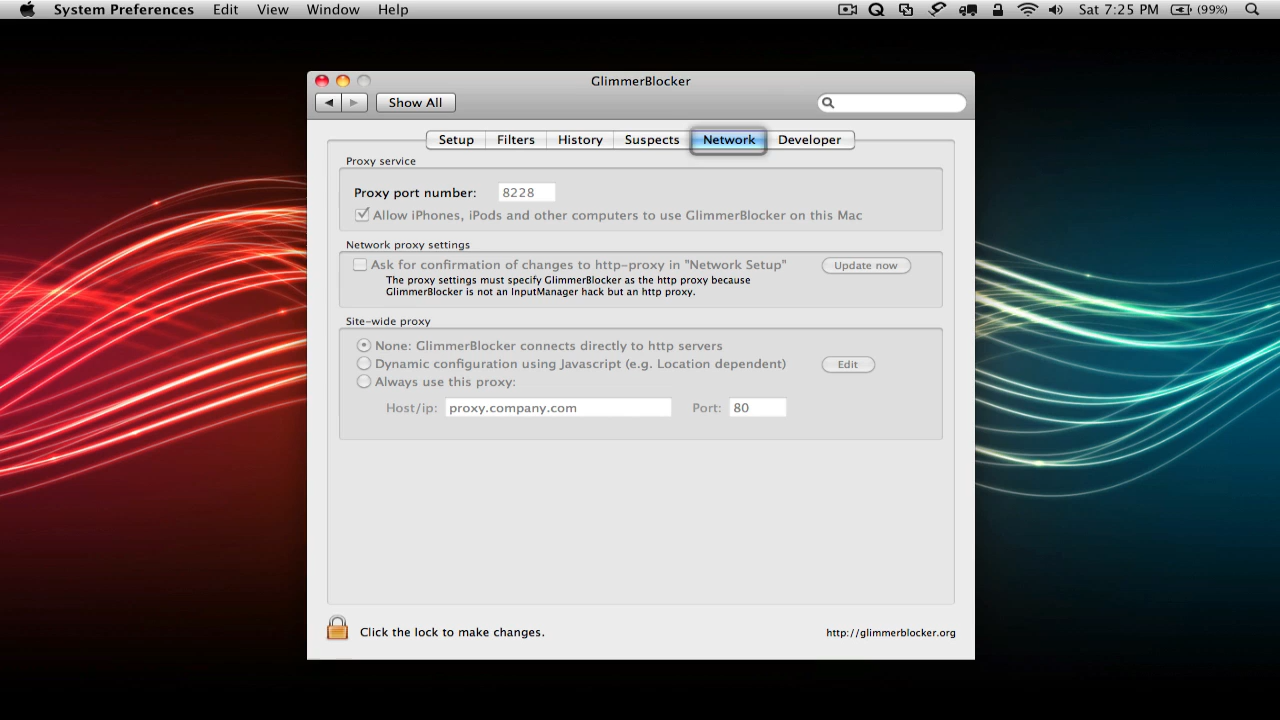 System Preferences Edit View Window Help Sat 7:25 PM (99%)
GlimmerBlocker
Show All
Setup Filters History Suspects Network Developer
Proxy service
Proxy port number: 8228
Allow iPhones, iPods and other computers to use GlimmerBlocker on this Mac
Network proxy settings
Ask for confirmation of changes to http-proxy in "Network Setup" Update now
The proxy settings must specify GlimmerBlocker as the http proxy because
GlimmerBlocker is not an InputManager hack but an http proxy.
Site-wide proxy
None: GlimmerBlocker connects directly to http servers
Dynamic configuration using Javascript (e.g. Location dependent) Edit
Always use this proxy:
Host/ip: proxy.company.com Port: 80
Click the lock to make changes. http://glimmerblocker.org